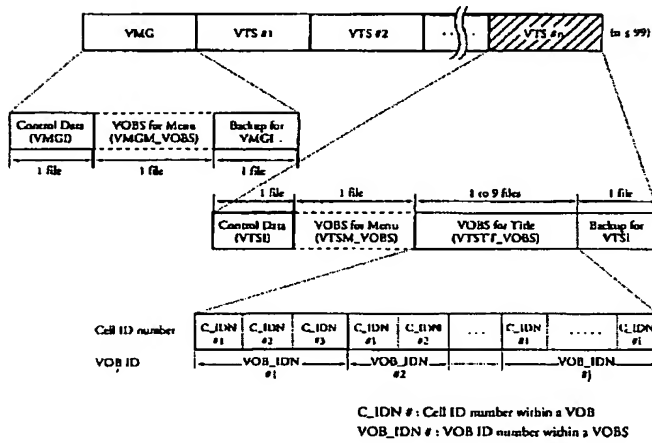 VMG VTS #1 VTS #2 ... VTS #n (n ≤ 99)
Control Data (VMGI)
VOBS for Menu (VMGM_VOBS)
Backup for VMGI
1 file 1 file 1 file
1 file 1 file 1 to 9 files 1 file
Control Data (VTSI)
VOBS for Menu (VTSM_VOBS)
VOBS for Title (VTSTT_VOBS)
Backup for VTSI
Cell ID number
C_IDN #1
C_IDN #2
C_IDN #3
C_IDN #1
C_IDN #2
...
C_IDN #1
.....
C_IDN #i
VOB ID
VOB_IDN #1
VOB_IDN #2
VOB_IDN #j
C_IDN # : Cell ID number within a VOB
VOB_IDN # : VOB ID number within a VOBS